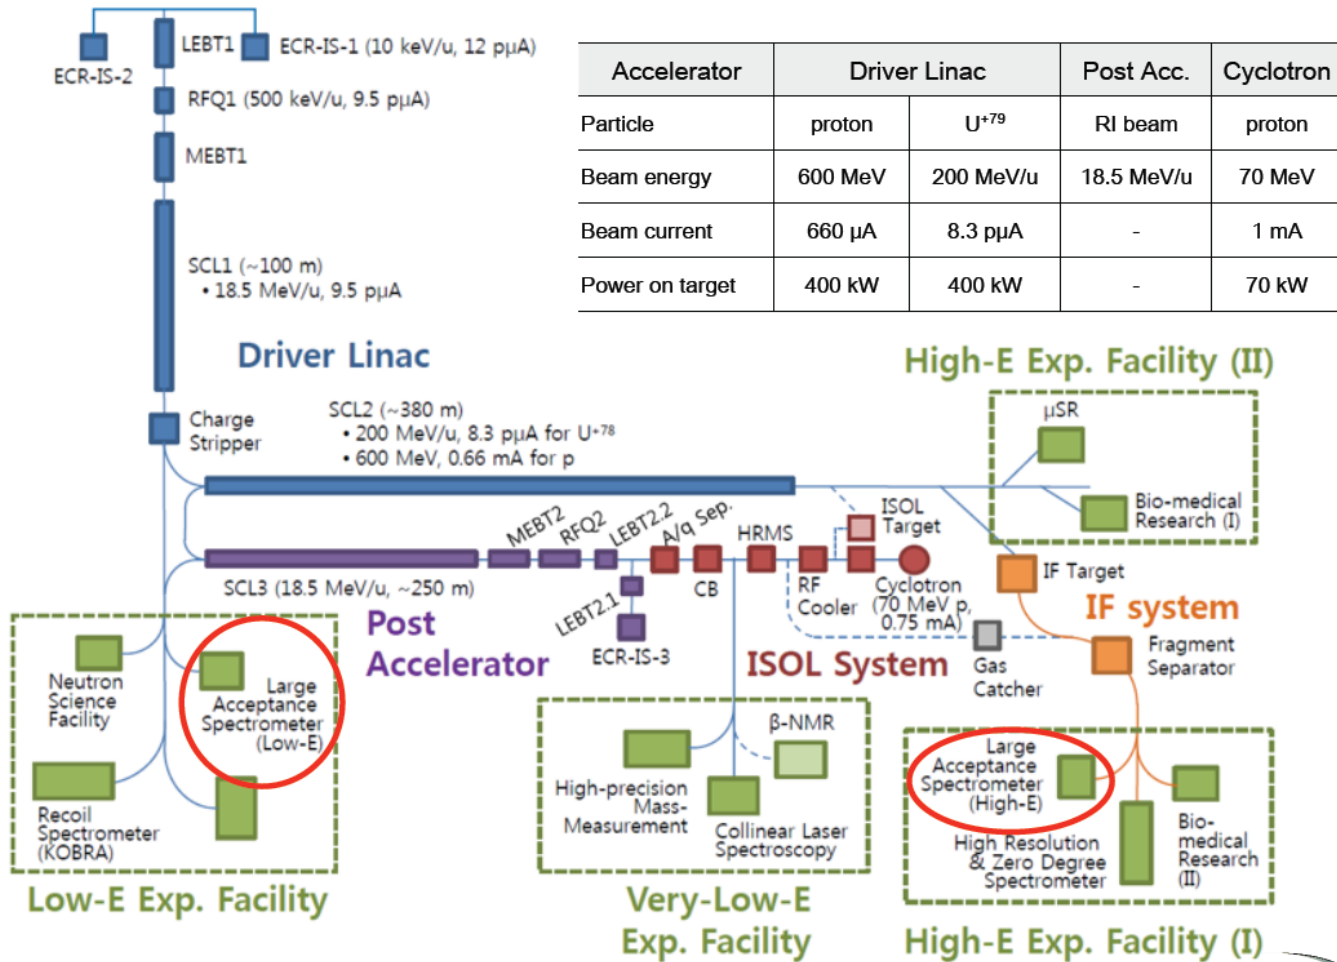 LEBT1
ECR-IS-1 (10 keV/u, 12 pμA)
ECR-IS-2
RFQ1 (500 keV/u, 9.5 pμA)
MEBT1
SCL1 (~100 m)
• 18.5 MeV/u, 9.5 pμA
Driver Linac
Charge
Stripper
SCL2 (~380 m)
• 200 MeV/u, 8.3 pμA for U+78
• 600 MeV, 0.66 mA for p
Accelerator Driver Linac Post Acc. Cyclotron
Particle proton U+79 RI beam proton
Beam energy 600 MeV 200 MeV/u 18.5 MeV/u 70 MeV
Beam current 660 μA 8.3 pμA - 1 mA
Power on target 400 kW 400 kW - 70 kW
High-E Exp. Facility (II)
μSR
Bio-medical
Research (I)
MEBT2
RFQ2
LEBT2.2
A/q Sep.
CB
HRMS
RF
Cooler
ISOL
Target
Cyclotron
(70 MeV p,
0.75 mA)
SCL3 (18.5 MeV/u, ~250 m)
LEBT2.1
ECR-IS-3
Post
Accelerator
ISOL System
Gas
Catcher
IF Target
IF system
Fragment
Separator
Neutron
Science
Facility
Large
Acceptance
Spectrometer
(Low-E)
Recoil
Spectrometer
(KOBRA)
Low-E Exp. Facility
β-NMR
High-precision
Mass-
Measurement
Collinear Laser
Spectroscopy
Very-Low-E
Exp. Facility
Large
Acceptance
Spectrometer
(High-E)
High Resolution
& Zero Degree
Spectrometer
Bio-
medical
Research
(II)
High-E Exp. Facility (I)